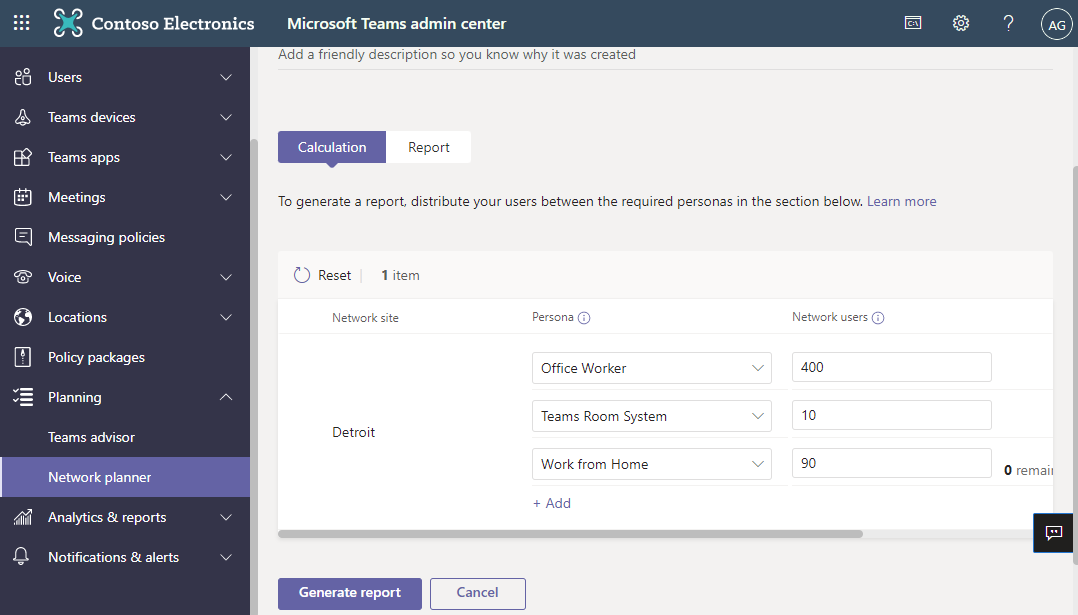 Contoso Electronics
Microsoft Teams admin center
AG
Users
Teams devices
Teams apps
Meetings
Messaging policies
Voice
Locations
Policy packages
Planning
Teams advisor
Network planner
Analytics & reports
Notifications & alerts
Add a friendly description so you know why it was created
Calculation
Report
To generate a report, distribute your users between the required personas in the section below. Learn more
Reset
1 item
Network site
Persona
Network users
Detroit
Office Worker
400
Teams Room System
10
Work from Home
90
0 remain
+ Add
Generate report
Cancel